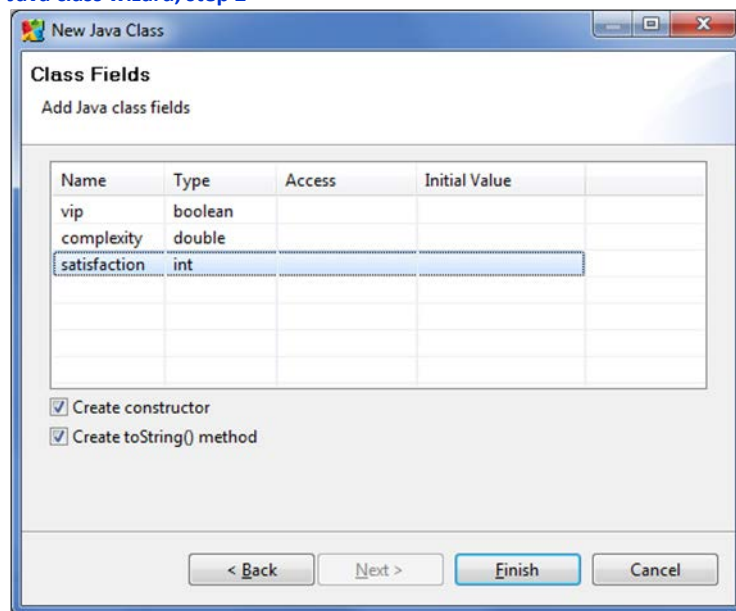 Java class wizard, step 2
New Java Class
Class Fields
Add Java class fields
Name Type Access Initial Value
vip boolean
complexity double
satisfaction int
Create constructor
Create toString() method
< Back Next > Finish Cancel